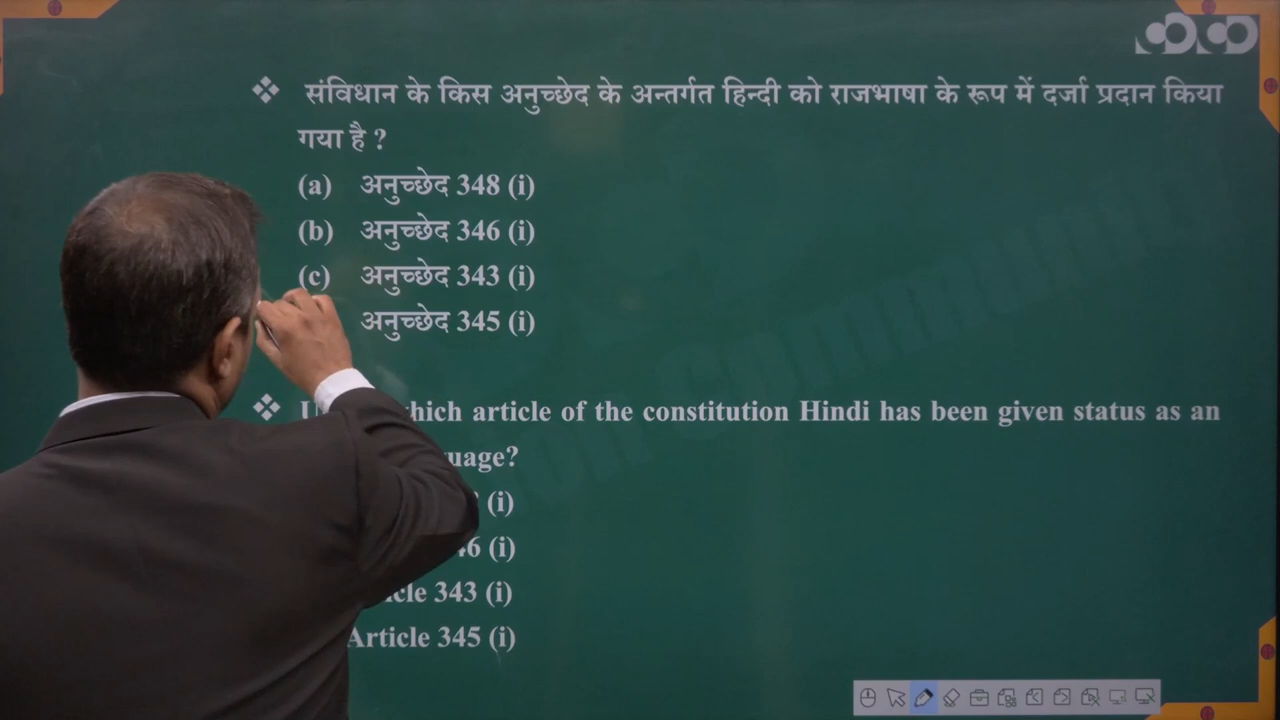 ❖ संविधान के किस अनुच्छेद के अन्तर्गत हिन्दी को राजभाषा के रूप में दर्जा प्रदान किया
गया है ?
(a) अनुच्छेद 348 (i)
(b) अनुच्छेद 346 (i)
(c) अनुच्छेद 343 (i)
अनुच्छेद 345 (i)
❖ which article of the constitution Hindi has been given status as an
(i)
(i)
343 (i)
Article 345 (i)